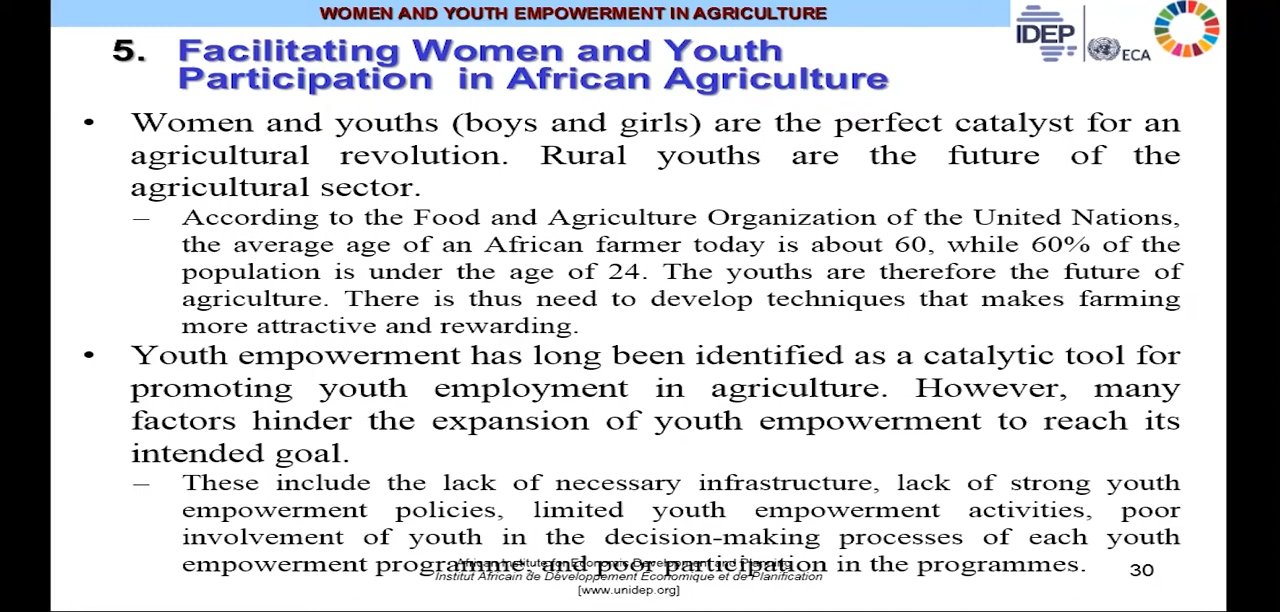 WOMEN AND YOUTH EMPOWERMENT IN AGRICULTURE
IDEP
ECA
5. Facilitating Women and Youth
Participation in African Agriculture
• Women and youths (boys and girls) are the perfect catalyst for an
agricultural revolution. Rural youths are the future of the
agricultural sector.
– According to the Food and Agriculture Organization of the United Nations,
the average age of an African farmer today is about 60, while 60% of the
population is under the age of 24. The youths are therefore the future of
agriculture. There is thus need to develop techniques that makes farming
more attractive and rewarding.
• Youth empowerment has long been identified as a catalytic tool for
promoting youth employment in agriculture. However, many
factors hinder the expansion of youth empowerment to reach its
intended goal.
– These include the lack of necessary infrastructure, lack of strong youth
empowerment policies, limited youth empowerment activities, poor
involvement of youth in the decision-making processes of each youth
empowerment programme, and poor participation in the programmes.
African Institute for Economic Development and Planning
Institut Africain de Développement Economique et de Planification
[www.unidep.org]
30